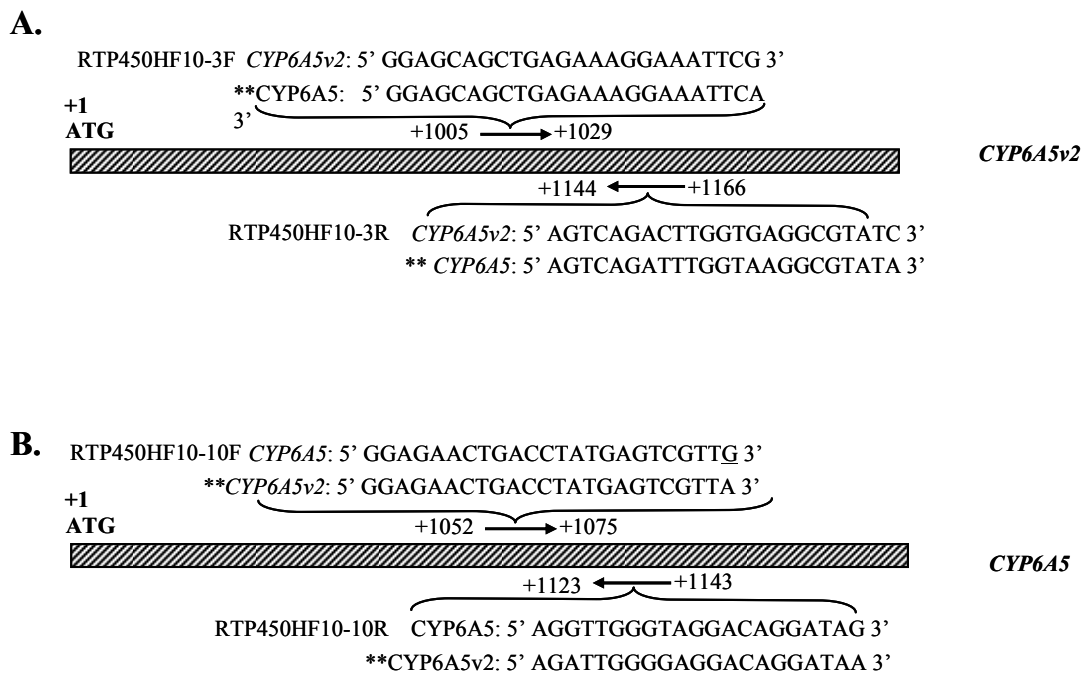 A.
RTP450HF10-3F CYP6A5v2: 5’ GGAGCAGCTGAGAAAGGAAATTCG 3’
**CYP6A5: 5’ GGAGCAGCTGAGAAAGGAAATTCA
3’
+1
ATG
+1005 +1029
CYP6A5v2
+1144 +1166
RTP450HF10-3R CYP6A5v2: 5’ AGTCAGACTTGGTGAGGCGTATC 3’
** CYP6A5: 5’ AGTCAGATTTGGTAAGGCGTATA 3’
B.
RTP450HF10-10F CYP6A5: 5’ GGAGAACTGACCTATGAGTCGTTG 3’
**CYP6A5v2: 5’ GGAGAACTGACCTATGAGTCGTTA 3’
+1
ATG
+1052 +1075
CYP6A5
+1123 +1143
RTP450HF10-10R CYP6A5: 5’ AGGTTGGGTAGGACAGGATAG 3’
**CYP6A5v2: 5’ AGATTGGGGAGGACAGGATAA 3’